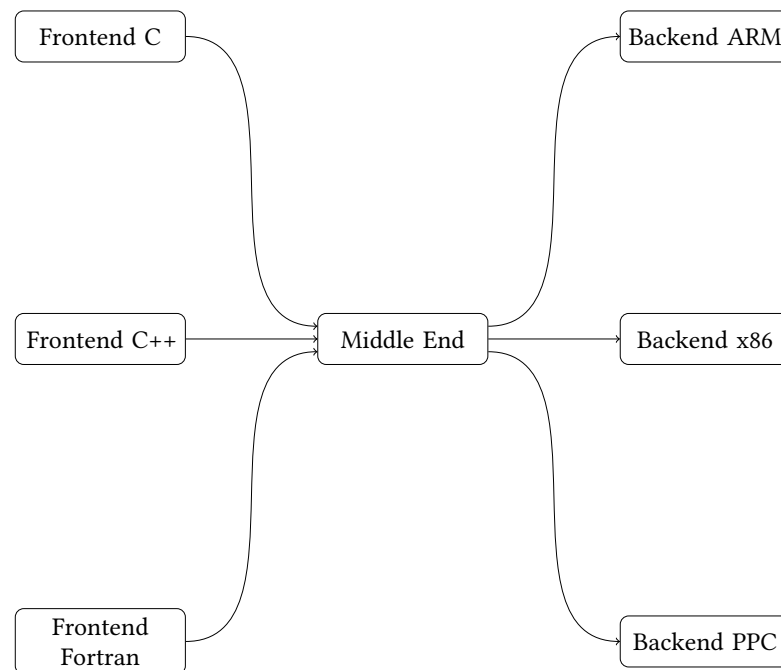 Frontend C
Backend ARM
Frontend C++
Middle End
Backend x86
Frontend
Fortran
Backend PPC